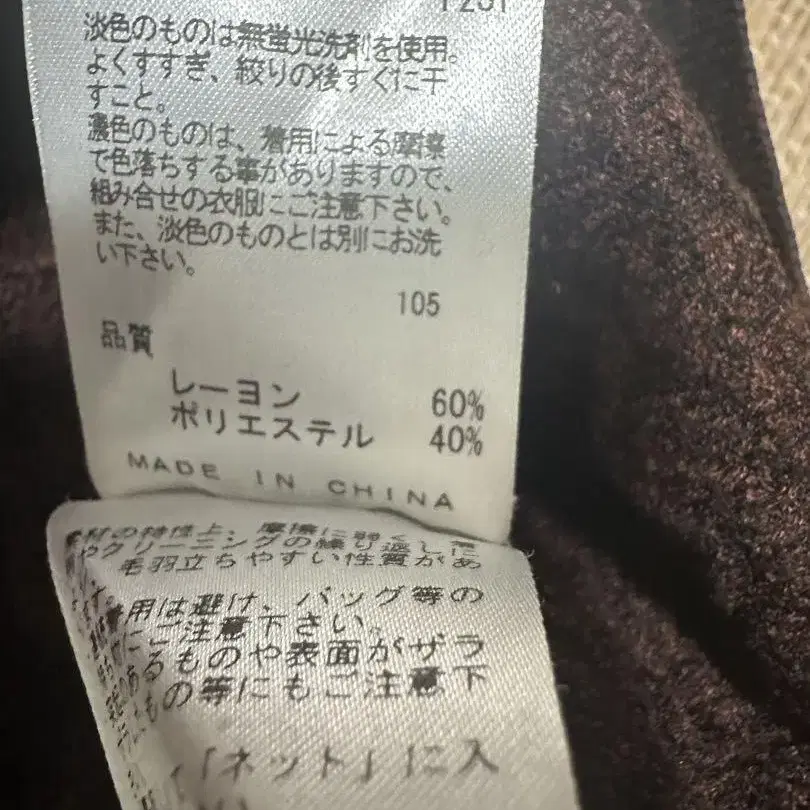 淡色のものは無蛍光洗剤を使用。
よくすすぎ、絞りの後すぐに干
すこと。
濃色のものは、着用による摩擦
で色落ちする事がありますので、
組み合せの衣服にご注意下さい。
また、淡色のものとは別にお洗
い下さい。
105
品質
レーヨン 60%
ポリエステル 40%
MADE IN CHINA
材の特性上、摩擦に弱く、着
やクリーニングの繰り返しに
毛羽立ちやすい性質があ
用は避け、バッグ等の
にご注意下さい。
あるものや表面がザラ
もの等にもご注意下
「ネット」に入